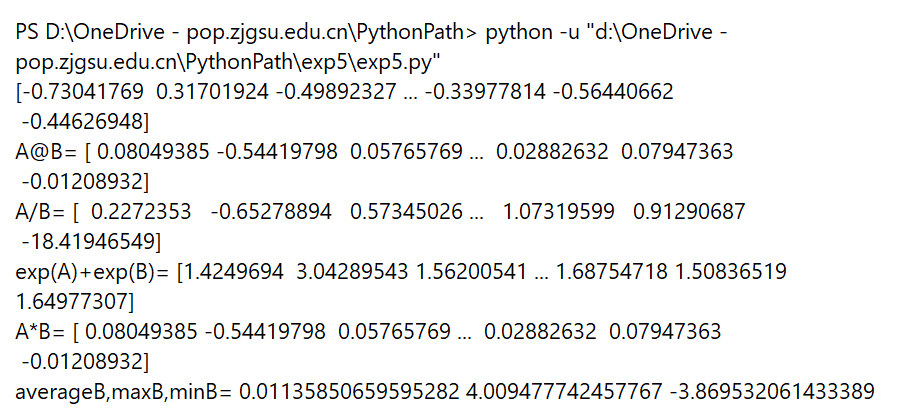 PS D:\OneDrive - pop.zjgsu.edu.cn\PythonPath> python -u "d:\OneDrive -
pop.zjgsu.edu.cn\PythonPath\exp5\exp5.py"
[-0.73041769  0.31701924 -0.49892327 ... -0.33977814 -0.56440662
 -0.44626948]
A@B= [ 0.08049385 -0.54419798  0.05765769 ...  0.02882632  0.07947363
 -0.01208932]
A/B= [  0.2272353   -0.65278894   0.57345026 ...   1.07319599   0.91290687
 -18.41946549]
exp(A)+exp(B)= [1.4249694  3.04289543 1.56200541 ... 1.68754718 1.50836519
1.64977307]
A*B= [ 0.08049385 -0.54419798  0.05765769 ...  0.02882632  0.07947363
 -0.01208932]
averageB,maxB,minB= 0.01135850659595282 4.009477742457767 -3.869532061433389